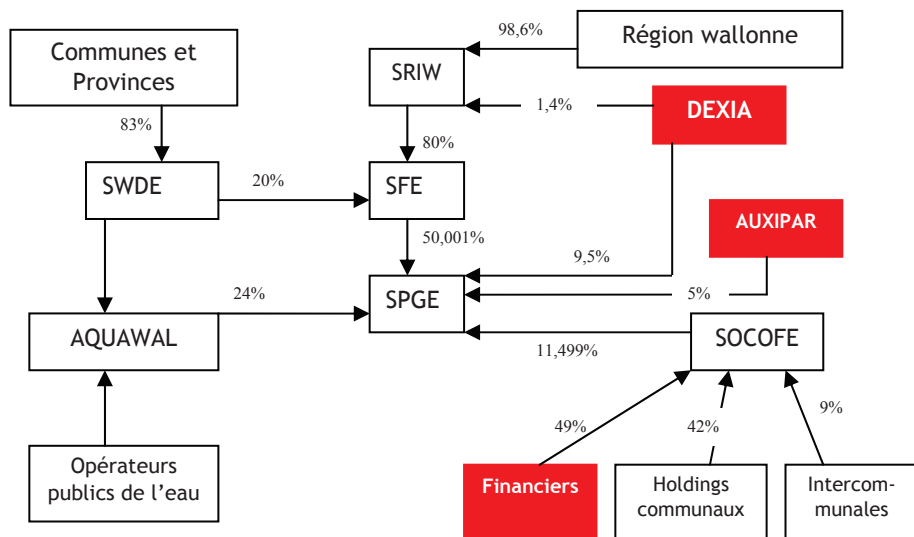 Communes et
Provinces
98,6%
Région wallonne
SRIW
1,4%
DEXIA
83%
80%
SWDE
20%
SFE
AUXIPAR
50,001%
9,5%
24%
SPGE
5%
AQUAWAL
11,499%
SOCOFE
49%
42%
9%
Opérateurs
publics de l’eau
Financiers
Holdings
communaux
Intercom-
munales